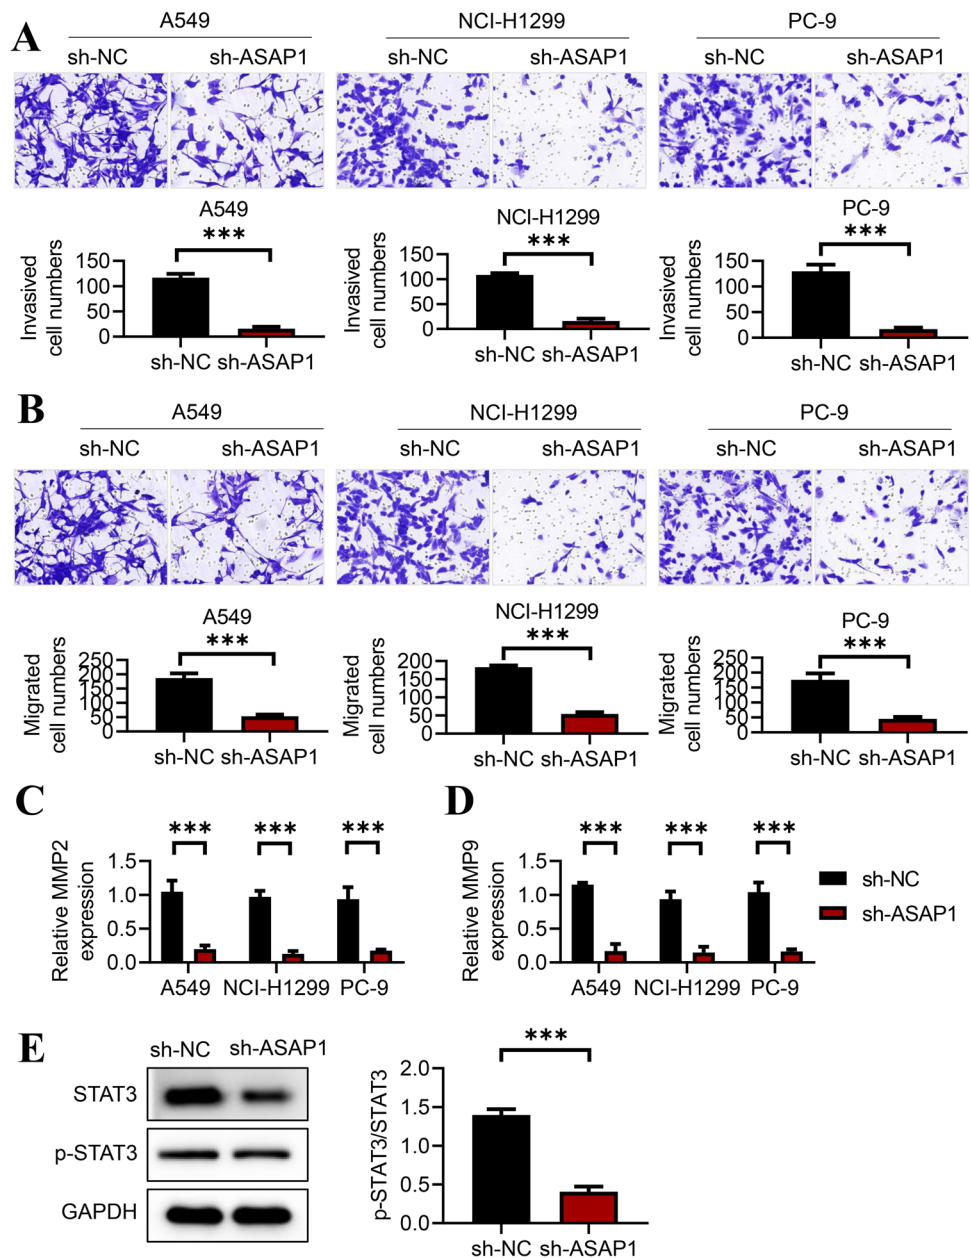 A
A549
NCI-H1299
PC-9
sh-NC
sh-ASAP1
sh-NC
sh-ASAP1
sh-NC
sh-ASAP1
A549
***
Invasived
cell numbers
150
100
50
0
sh-NC sh-ASAP1
NCI-H1299
***
Invasived
cell numbers
150
100
50
0
sh-NC sh-ASAP1
PC-9
***
Invasived
cell numbers
150
100
50
0
sh-NC sh-ASAP1
B
A549
NCI-H1299
PC-9
sh-NC
sh-ASAP1
sh-NC
sh-ASAP1
sh-NC
sh-ASAP1
A549
***
Migrated
cell numbers
250
200
150
100
50
0
sh-NC sh-ASAP1
NCI-H1299
***
Migrated
cell numbers
200
150
100
50
0
sh-NC sh-ASAP1
PC-9
***
Migrated
cell numbers
250
200
150
100
50
0
sh-NC sh-ASAP1
C
*** *** ***
Relative MMP2
expression
1.5
1.0
0.5
0.0
A549 NCI-H1299 PC-9
D
*** *** ***
Relative MMP9
expression
1.5
1.0
0.5
0.0
A549 NCI-H1299 PC-9
sh-NC
sh-ASAP1
E
sh-NC sh-ASAP1
STAT3
p-STAT3
GAPDH
***
p-STAT3/STAT3
2.0
1.5
1.0
0.5
0.0
sh-NC sh-ASAP1